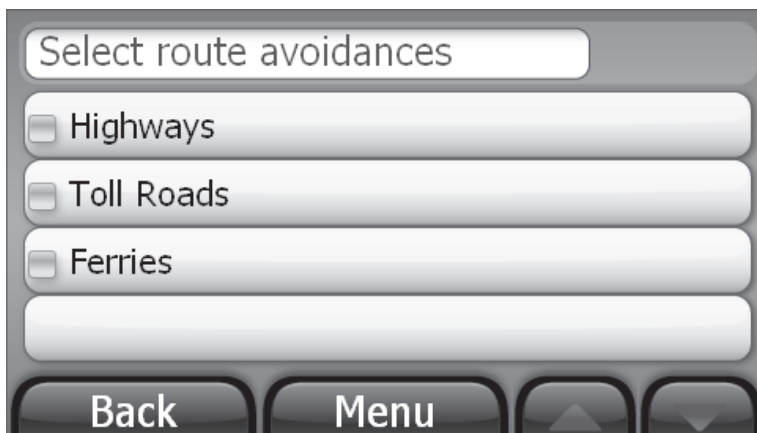 Select route avoidances
Highways
Toll Roads
Ferries
Back Menu